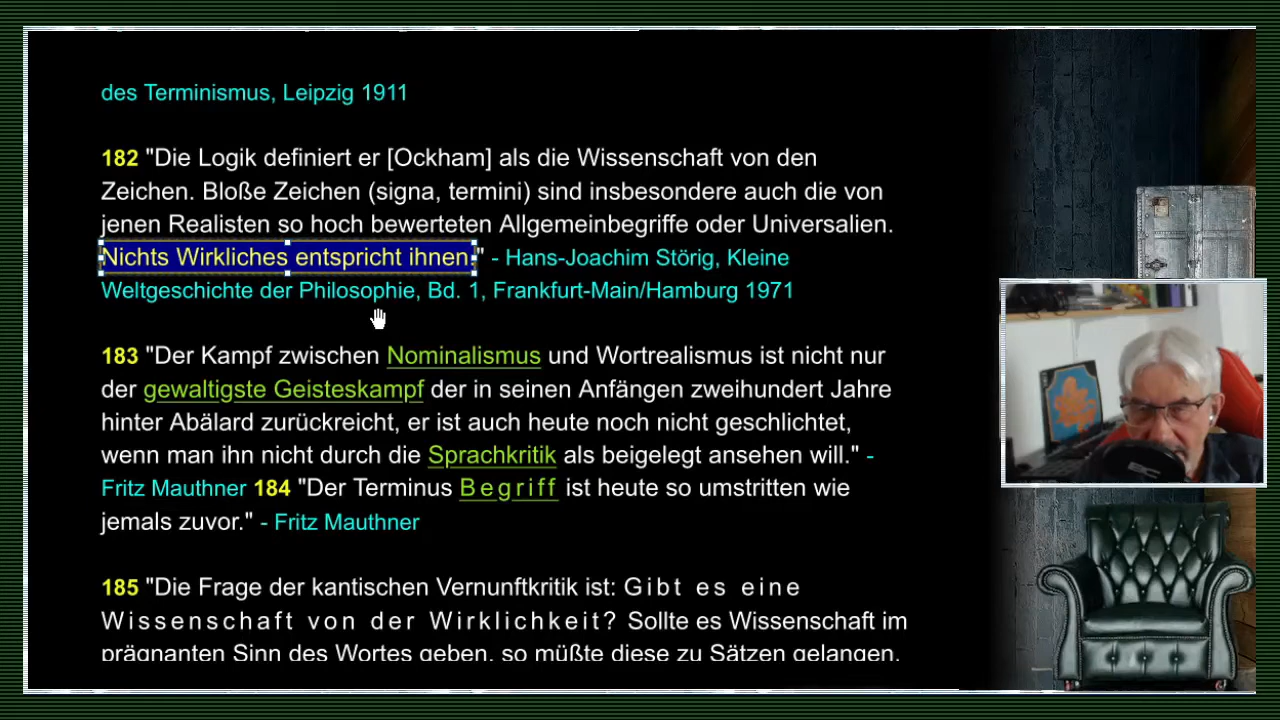 des Terminismus, Leipzig 1911
182 "Die Logik definiert er [Ockham] als die Wissenschaft von den
Zeichen. Bloße Zeichen (signa, termini) sind insbesondere auch die von
jenen Realisten so hoch bewerteten Allgemeinbegriffe oder Universalien.
Nichts Wirkliches entspricht ihnen." - Hans-Joachim Störig, Kleine
Weltgeschichte der Philosophie, Bd. 1, Frankfurt-Main/Hamburg 1971
183 "Der Kampf zwischen Nominalismus und Wortrealismus ist nicht nur
der gewaltigste Geisteskampf der in seinen Anfängen zweihundert Jahre
hinter Abälard zurückreicht, er ist auch heute noch nicht geschlichtet,
wenn man ihn nicht durch die Sprachkritik als beigelegt ansehen will." -
Fritz Mauthner 184 "Der Terminus Begriff ist heute so umstritten wie
jemals zuvor." - Fritz Mauthner
185 "Die Frage der kantischen Vernunftkritik ist: Gibt es eine
Wissenschaft von der Wirklichkeit? Sollte es Wissenschaft im
prägnanten Sinn des Wortes geben, so müßte diese zu Sätzen gelangen,